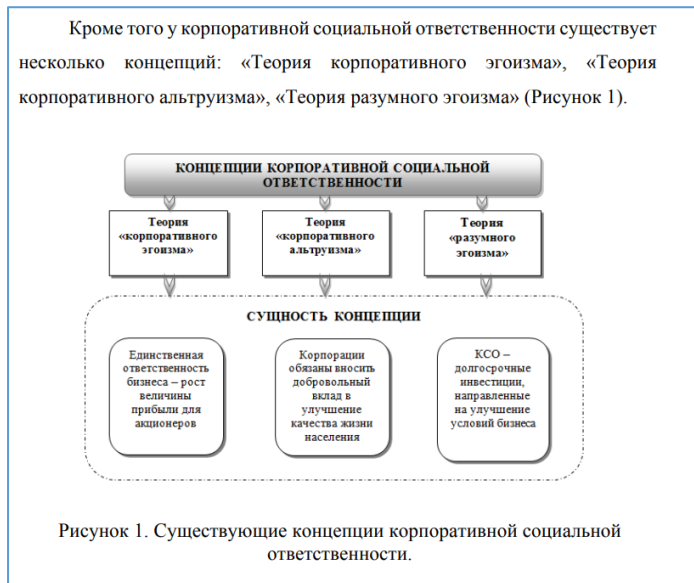 Кроме того у корпоративной социальной ответственности существует
несколько концепций: «Теория корпоративного эгоизма», «Теория
корпоративного альтруизма», «Теория разумного эгоизма» (Рисунок 1).
КОНЦЕПЦИИ КОРПОРАТИВНОЙ СОЦИАЛЬНОЙ
ОТВЕТСТВЕННОСТИ
Теория
«корпоративного
эгоизма»
Теория
«корпоративного
альтруизма»
Теория
«разумного
эгоизма»
СУЩНОСТЬ КОНЦЕПЦИИ
Единственная
ответственность
бизнеса – рост
величины
прибыли для
акционеров
Корпорации
обязаны вносить
добровольный
вклад в
улучшение
качества жизни
населения
КСО –
долгосрочные
инвестиции,
направленные
на улучшение
условий бизнеса
Рисунок 1. Существующие концепции корпоративной социальной
ответственности.